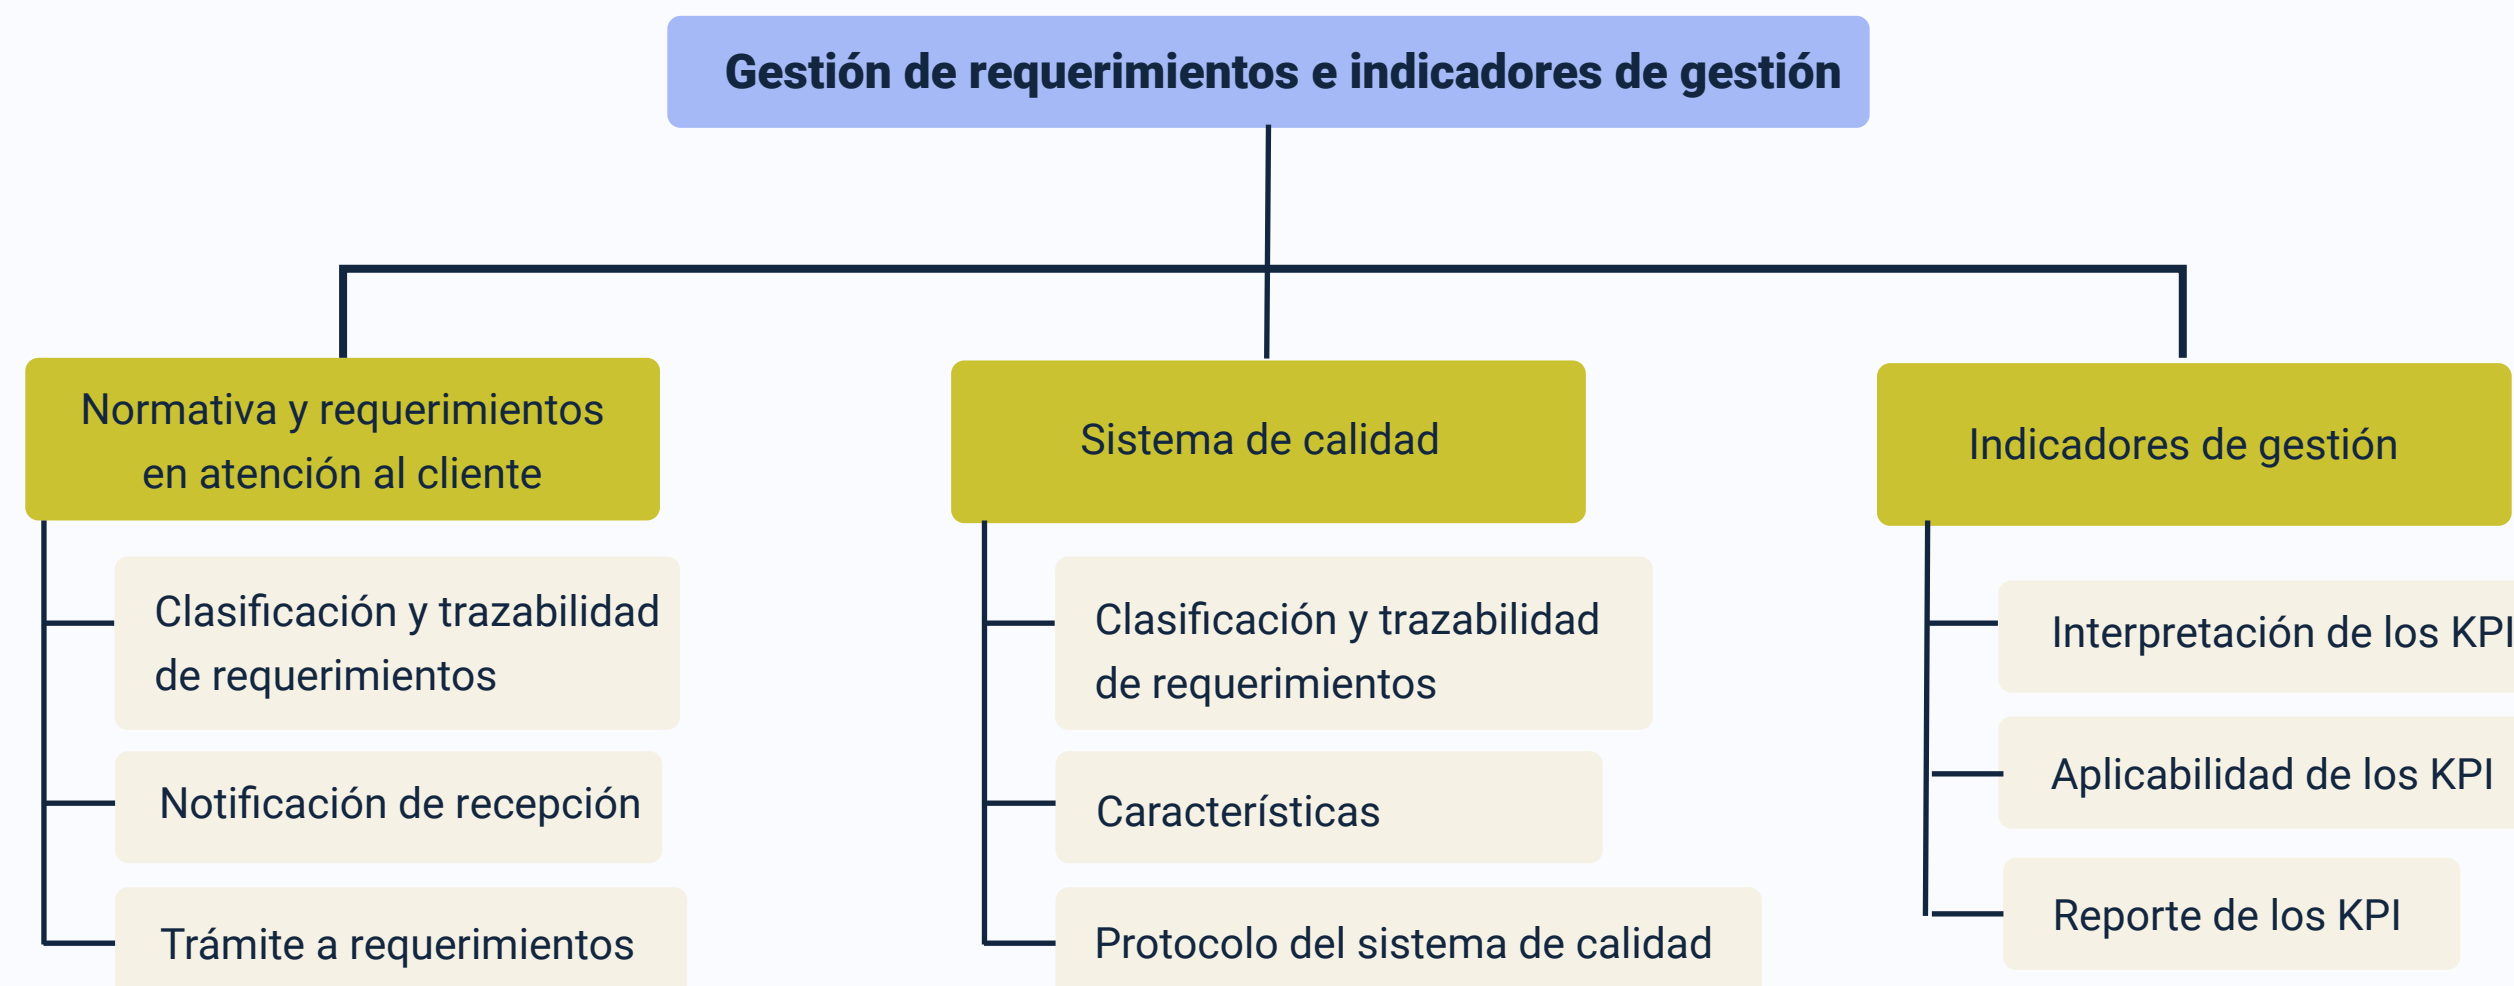 Gestión de requerimientos e indicadores de gestión
Normativa y requerimientos
en atención al cliente
Clasificación y trazabilidad
de requerimientos
Notificación de recepción
Trámite a requerimientos
Sistema de calidad
Clasificación y trazabilidad
de requerimientos
Características
Protocolo del sistema de calidad
Indicadores de gestión
Interpretación de los KPI
Aplicabilidad de los KPI
Reporte de los KPI